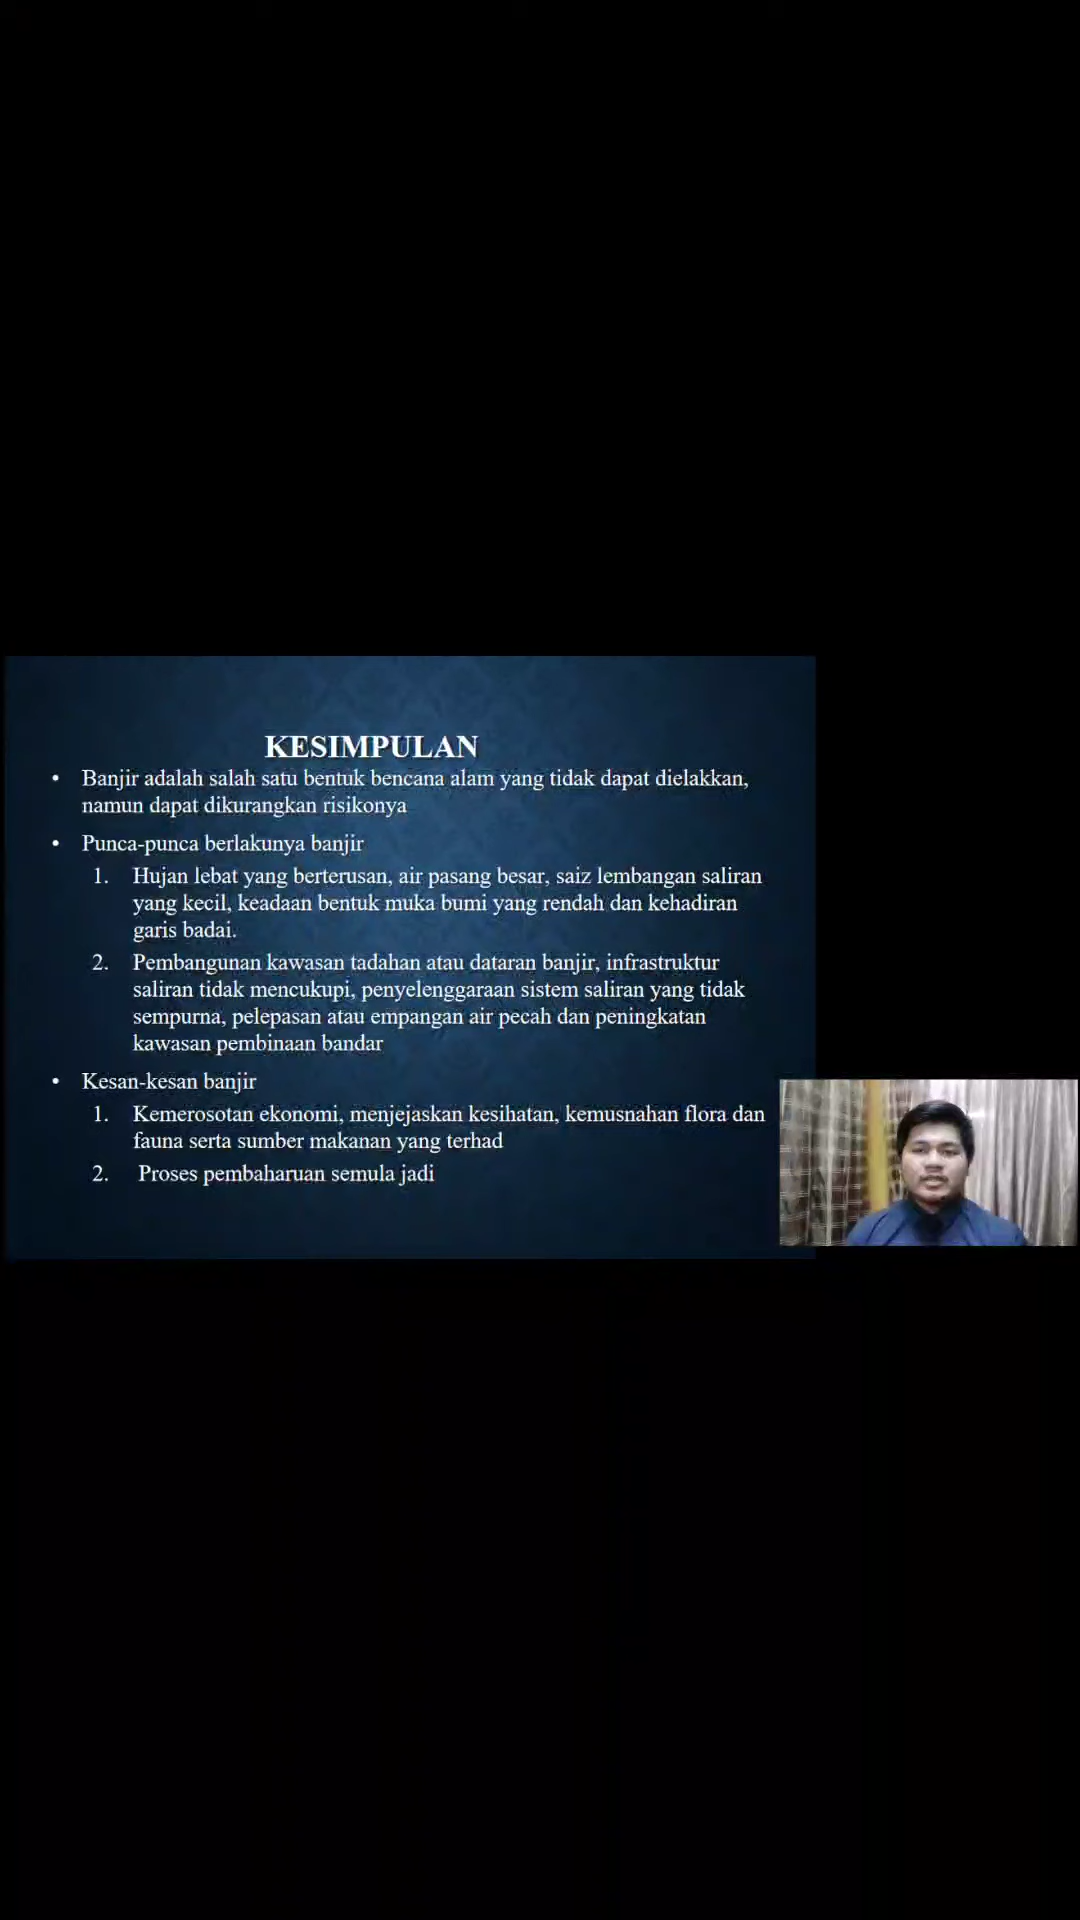 KESIMPULAN
• Banjir adalah salah satu bentuk bencana alam yang tidak dapat dielakkan,
namun dapat dikurangkan risikonya
• Punca-punca berlakunya banjir
1. Hujan lebat yang berterusan, air pasang besar, saiz lembangan saliran
yang kecil, keadaan bentuk muka bumi yang rendah dan kehadiran
garis badai.
2. Pembangunan kawasan tadahan atau dataran banjir, infrastruktur
saliran tidak mencukupi, penyelenggaraan sistem saliran yang tidak
sempurna, pelepasan atau empangan air pecah dan peningkatan
kawasan pembinaan bandar
• Kesan-kesan banjir
1. Kemerosotan ekonomi, menjejaskan kesihatan, kemusnahan flora dan
fauna serta sumber makanan yang terhad
2. Proses pembaharuan semula jadi